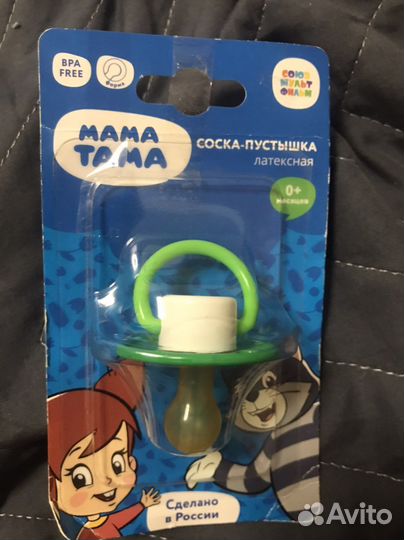 BPA
FREE
Форма
СОЮЗ
МУЛЬТ
ФИЛЬМ
МАМА
ТАМА
СОСКА-ПУСТЫШКА
латексная
0+
месяцев
Сделано
в России
Avito